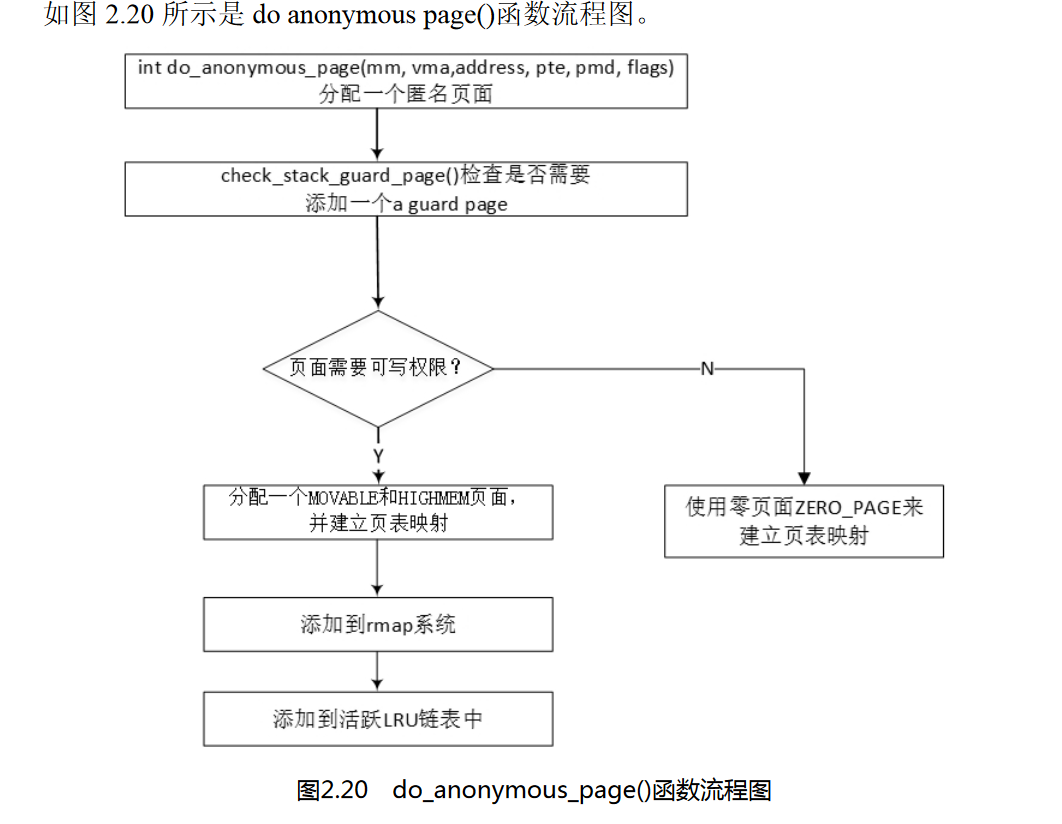 如图 2.20 所示是 do anonymous page()函数流程图。
int do_anonymous_page(mm, vma,address, pte, pmd, flags)
分配一个匿名页面
check_stack_guard_page()检查是否需要
添加一个a guard page
页面需要可写权限？
N
Y
分配一个MOVABLE和HIGHMEM页面，
并建立页表映射
使用零页面ZERO_PAGE来
建立页表映射
添加到rmap系统
添加到活跃LRU链表中
图2.20 do_anonymous_page()函数流程图